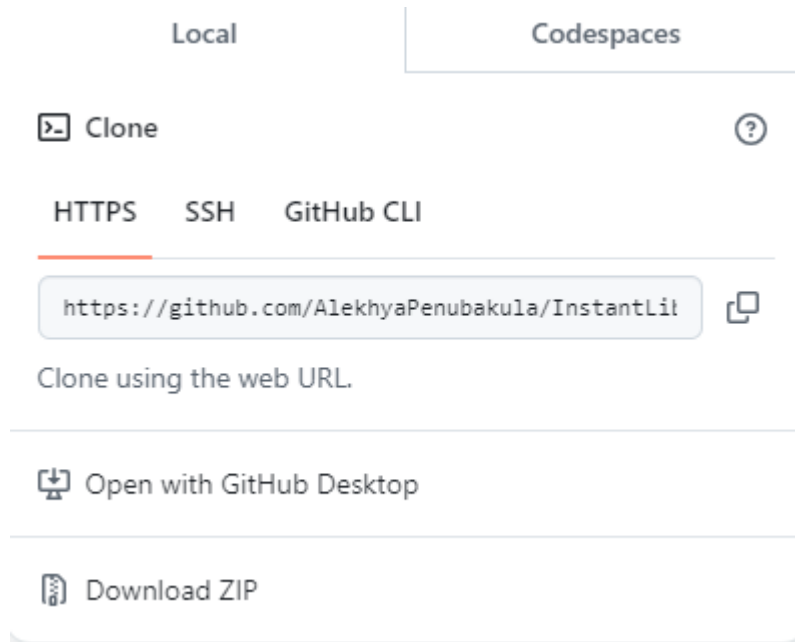 Local Codespaces
Clone
HTTPS SSH GitHub CLI
https://github.com/AlekhyaPenubakula/InstantLib
Clone using the web URL.
Open with GitHub Desktop
Download ZIP